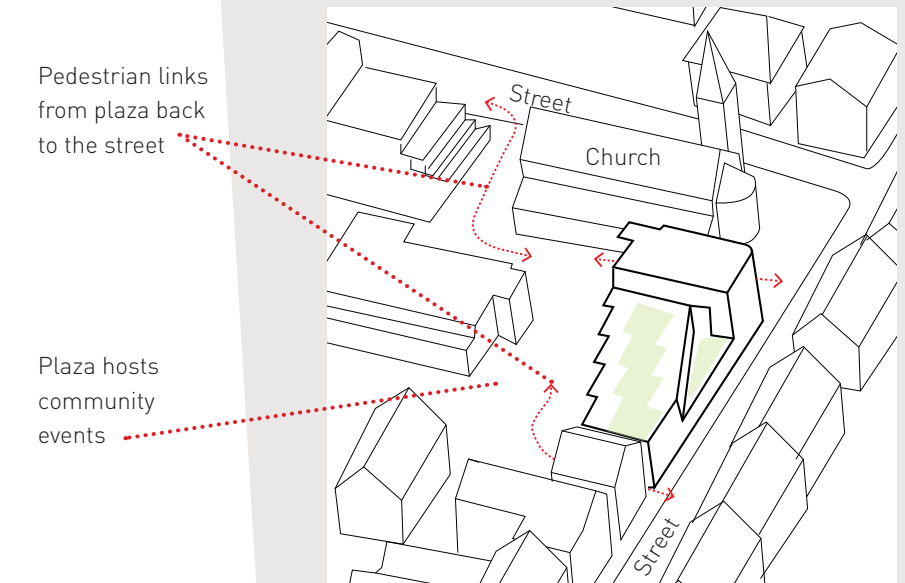 Pedestrian links
from plaza back
to the street
Street
Church
Plaza hosts
community
events
Street